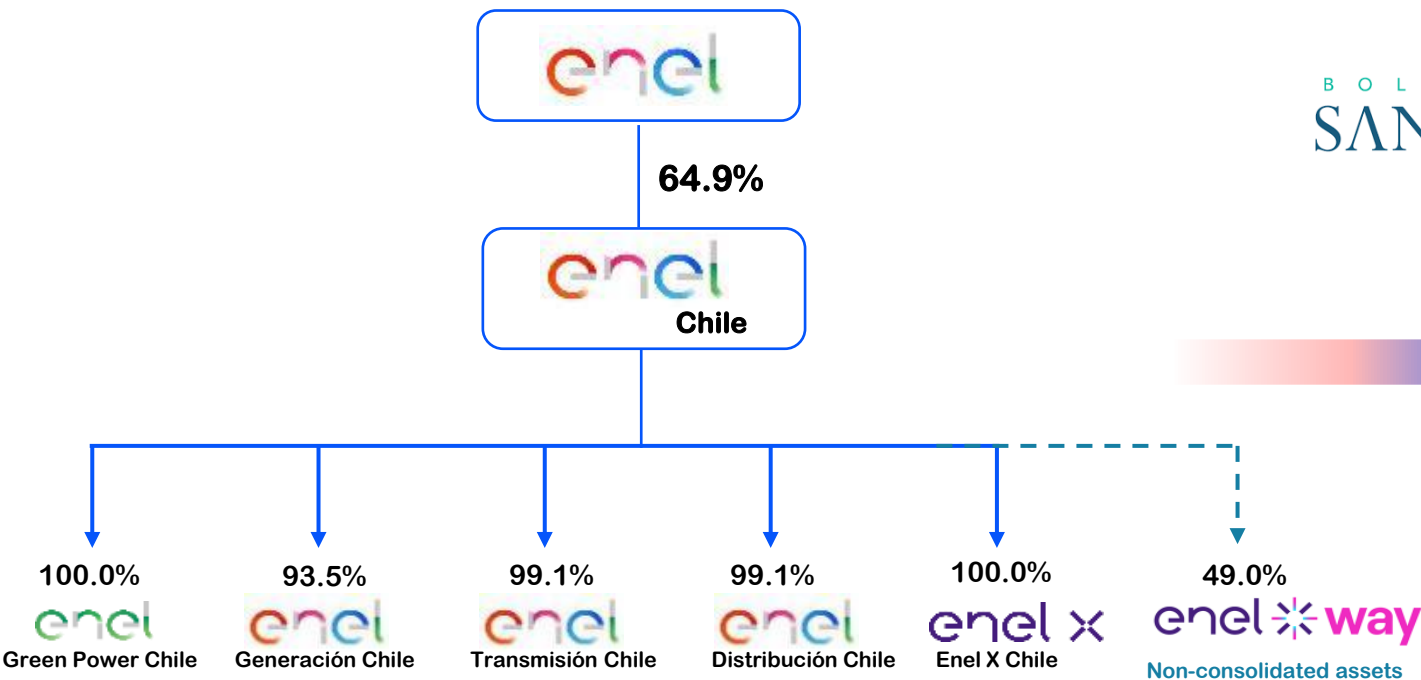 enel
B O L
SAN
64.9%
enel
Chile
100.0%
93.5%
99.1%
99.1%
100.0%
49.0%
enel
enel
enel
enel
enel x
enel way
Green Power Chile
Generación Chile
Transmisión Chile
Distribución Chile
Enel X Chile
Non-consolidated assets